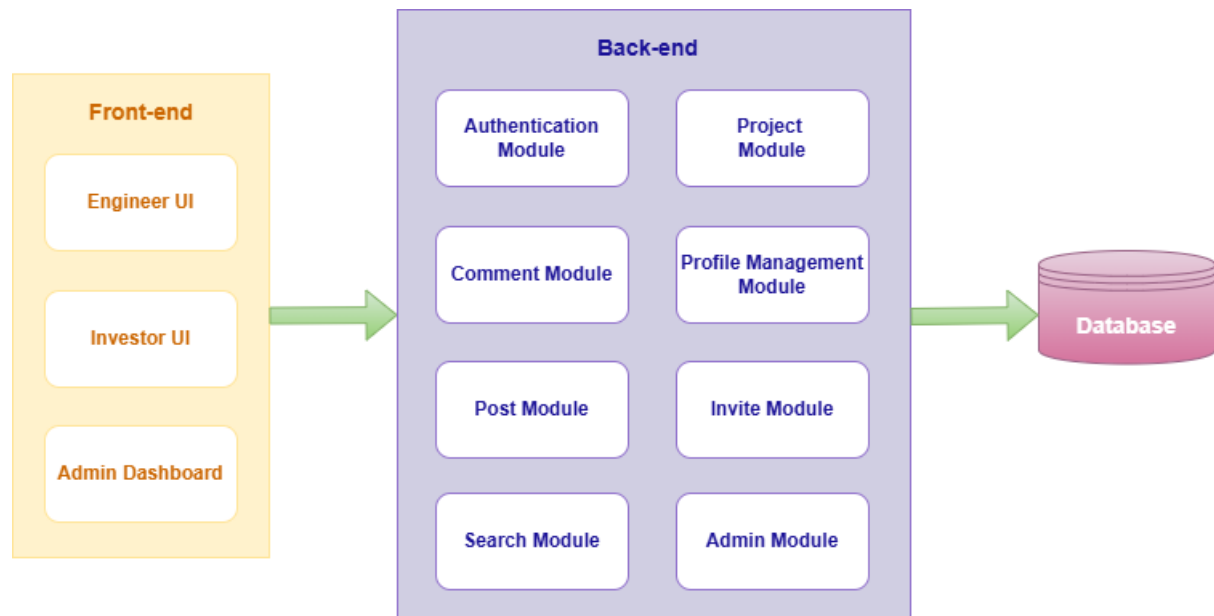 Front-end
Engineer UI
Investor UI
Admin Dashboard
Back-end
Authentication
Module
Project
Module
Comment Module
Profile Management
Module
Post Module
Invite Module
Search Module
Admin Module
Database